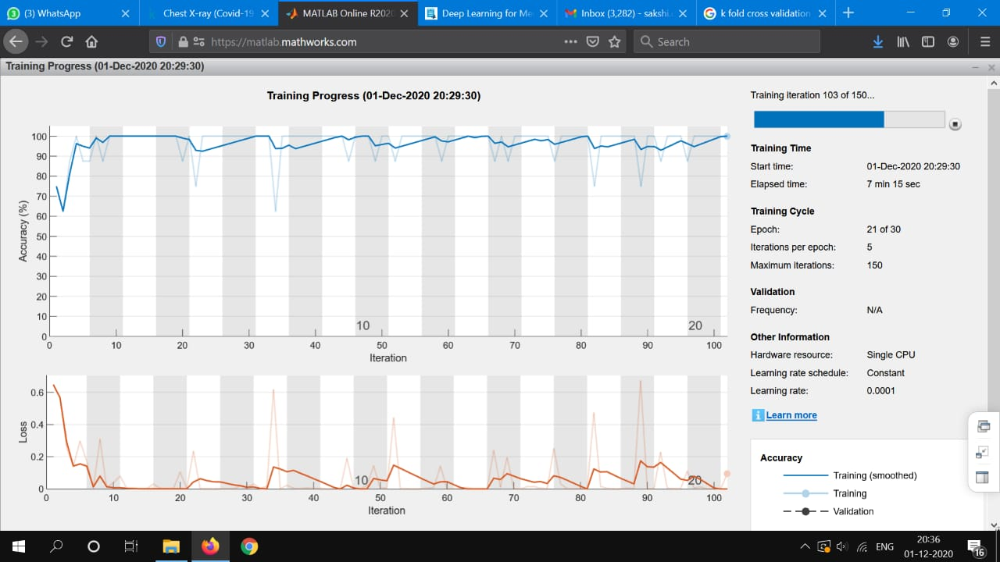 (3) WhatsApp
Chest X-ray (Covid-19
MATLAB Online R2020
Deep Learning for Me
Inbox (3,282) - sakshi.
k fold cross validation
https://matlab.mathworks.com
Search
Training Progress (01-Dec-2020 20:29:30)
Training Progress (01-Dec-2020 20:29:30)
100
90
80
70
60
50
40
30
20
10
0
Accuracy (%)
10
20
0 10 20 30 40 50 60 70 80 90 100
Iteration
0.6
0.4
0.2
0
Loss
10
20
0 10 20 30 40 50 60 70 80 90 100
Iteration
Training iteration 103 of 150...
Training Time
Start time: 01-Dec-2020 20:29:30
Elapsed time: 7 min 15 sec
Training Cycle
Epoch: 21 of 30
Iterations per epoch: 5
Maximum iterations: 150
Validation
Frequency: N/A
Other Information
Hardware resource: Single CPU
Learning rate schedule: Constant
Learning rate: 0.0001
i Learn more
Accuracy
Training (smoothed)
Training
Validation
ENG
20:36
01-12-2020
16